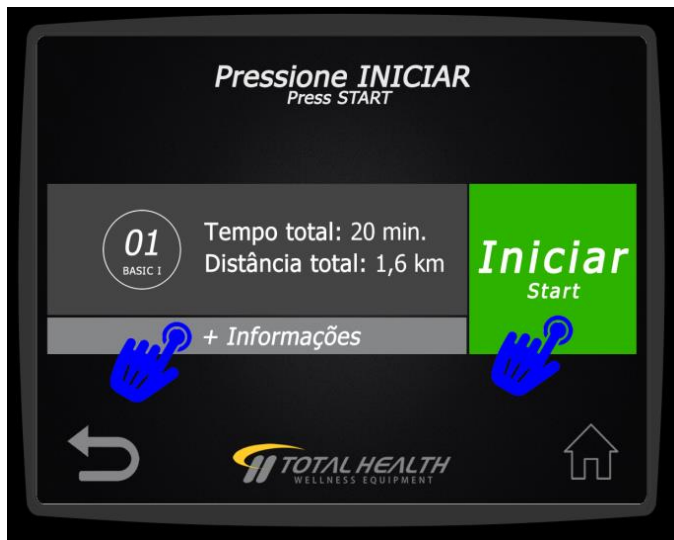 Pressione INICIAR
Press START
01
BASIC I
Tempo total: 20 min.
Distância total: 1,6 km
Iniciar
Start
+ Informações
TOTAL HEALTH
WELLNESS EQUIPMENT